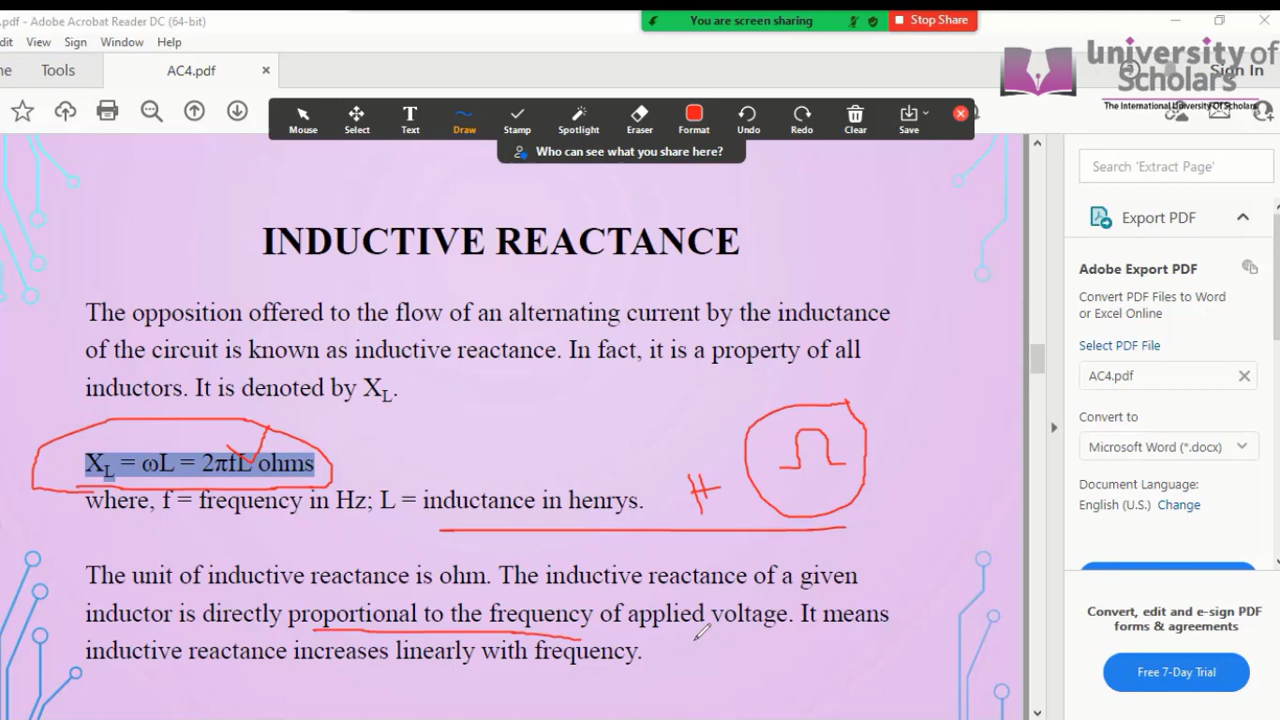 .pdf - Adobe Acrobat Reader DC (64-bit)
You are screen sharing
Stop Share
dit View Sign Window Help
ne Tools AC4.pdf
university of
Scholars
The International University Of Scholars
Sign In
Mouse Select Text Draw Stamp Spotlight Eraser Format Undo Redo Clear Save
Who can see what you share here?
INDUCTIVE REACTANCE
The opposition offered to the flow of an alternating current by the inductance
of the circuit is known as inductive reactance. In fact, it is a property of all
inductors. It is denoted by XL.
XL = ωL = 2πfL ohms
Ω
H
where, f = frequency in Hz; L = inductance in henrys.
The unit of inductive reactance is ohm. The inductive reactance of a given
inductor is directly proportional to the frequency of applied voltage. It means
inductive reactance increases linearly with frequency.
Search 'Extract Page'
Export PDF
Adobe Export PDF
Convert PDF Files to Word
or Excel Online
Select PDF File
AC4.pdf
Convert to
Microsoft Word (*.docx)
Document Language:
English (U.S.) Change
Convert, edit and e-sign PDF
forms & agreements
Free 7-Day Trial